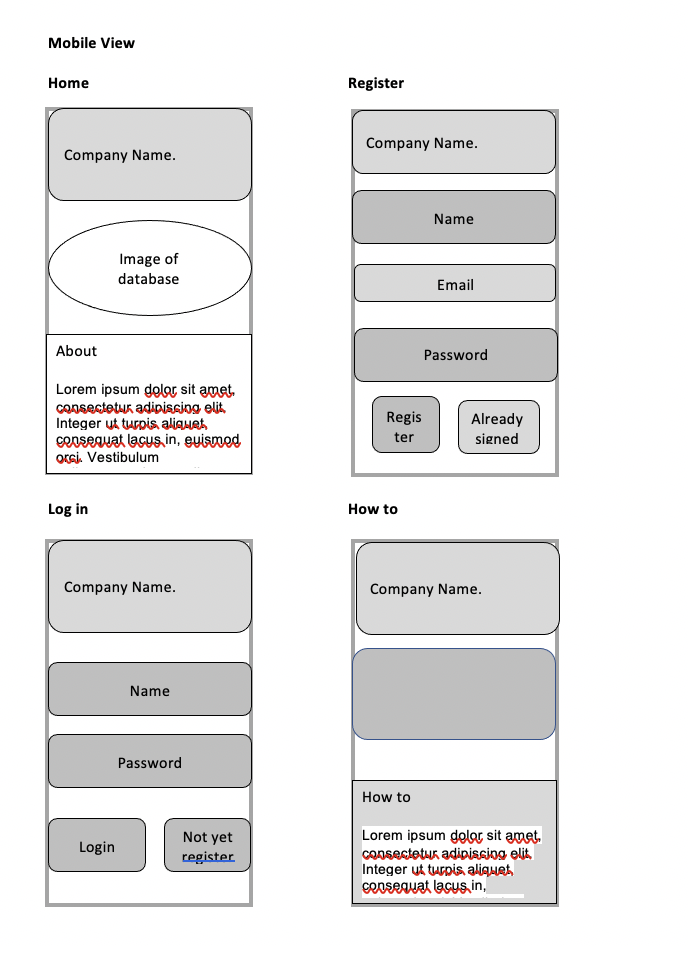 Mobile View
Home
Company Name.
Image of
database
About
Lorem ipsum dolor sit amet,
consectetur adipiscing elit.
Integer ut turpis aliquet,
consequat lacus in, euismod
orci. Vestibulum
Register
Company Name.
Name
Email
Password
Regis
ter
Already
signed
Log in
Company Name.
Name
Password
Login
Not yet
register
How to
Company Name.
How to
Lorem ipsum dolor sit amet,
consectetur adipiscing elit.
Integer ut turpis aliquet,
consequat lacus in,